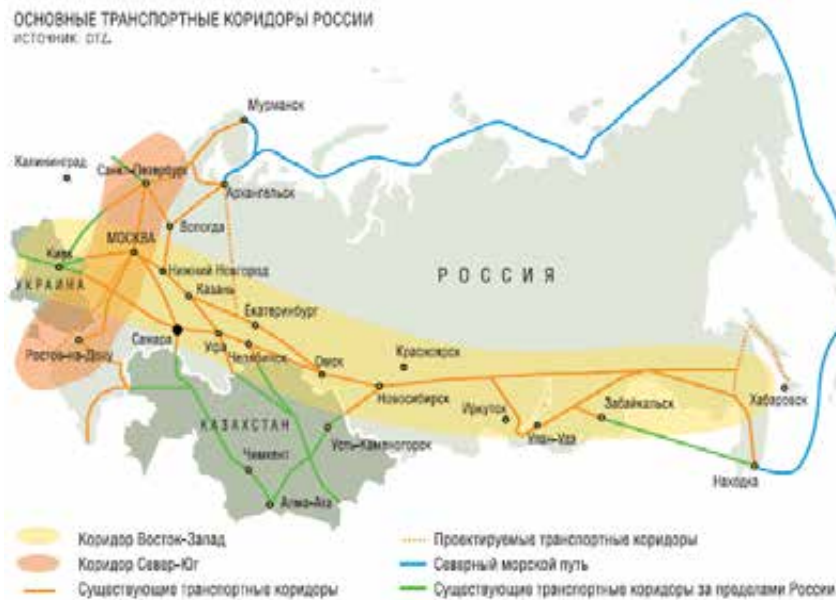 ОСНОВНЫЕ ТРАНСПОРТНЫЕ КОРИДОРЫ РОССИИ
ИСТОЧНИК:
Мурманск
Калининград
Санкт-Петербург
Архангельск
Вологда
МОСКВА
Киев
УКРАИНА
Нижний Новгород
Казань
РОССИЯ
Екатеринбург
Самара
Уфа
Ростов-на-Дону
Челябинск
Омск
Красноярск
Новосибирск
Иркутск
Забайкальск
Хабаровск
Улан-Уда
КАЗАХСТАН
Усть-Каменогорск
Чимкент
Находка
Алма-Ата
Коридор Восток-Запад
Коридор Север-Юг
Существующие транспортные коридоры
Проектируемые транспортные коридоры
Северный морской путь
Существующие транспортные коридоры за пределами России